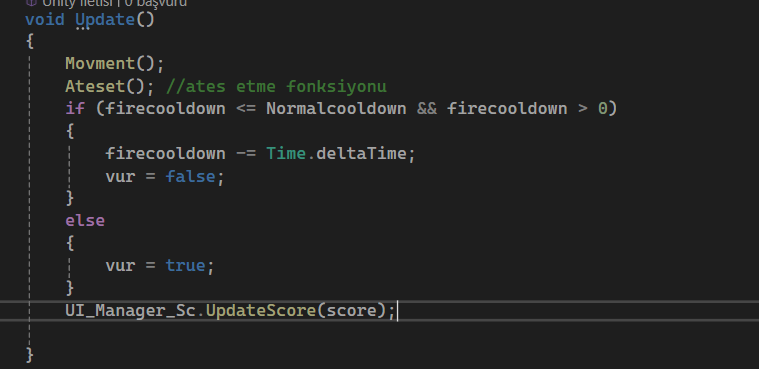 Unity İletisi | 0 başvuru
void Update()
{
Movment();
Ateset(); //ates etme fonksiyonu
if (firecooldown <= Normalcooldown && firecooldown > 0)
{
firecooldown -= Time.deltaTime;
vur = false;
}
else
{
vur = true;
}
UI_Manager_Sc.UpdateScore(score);
}